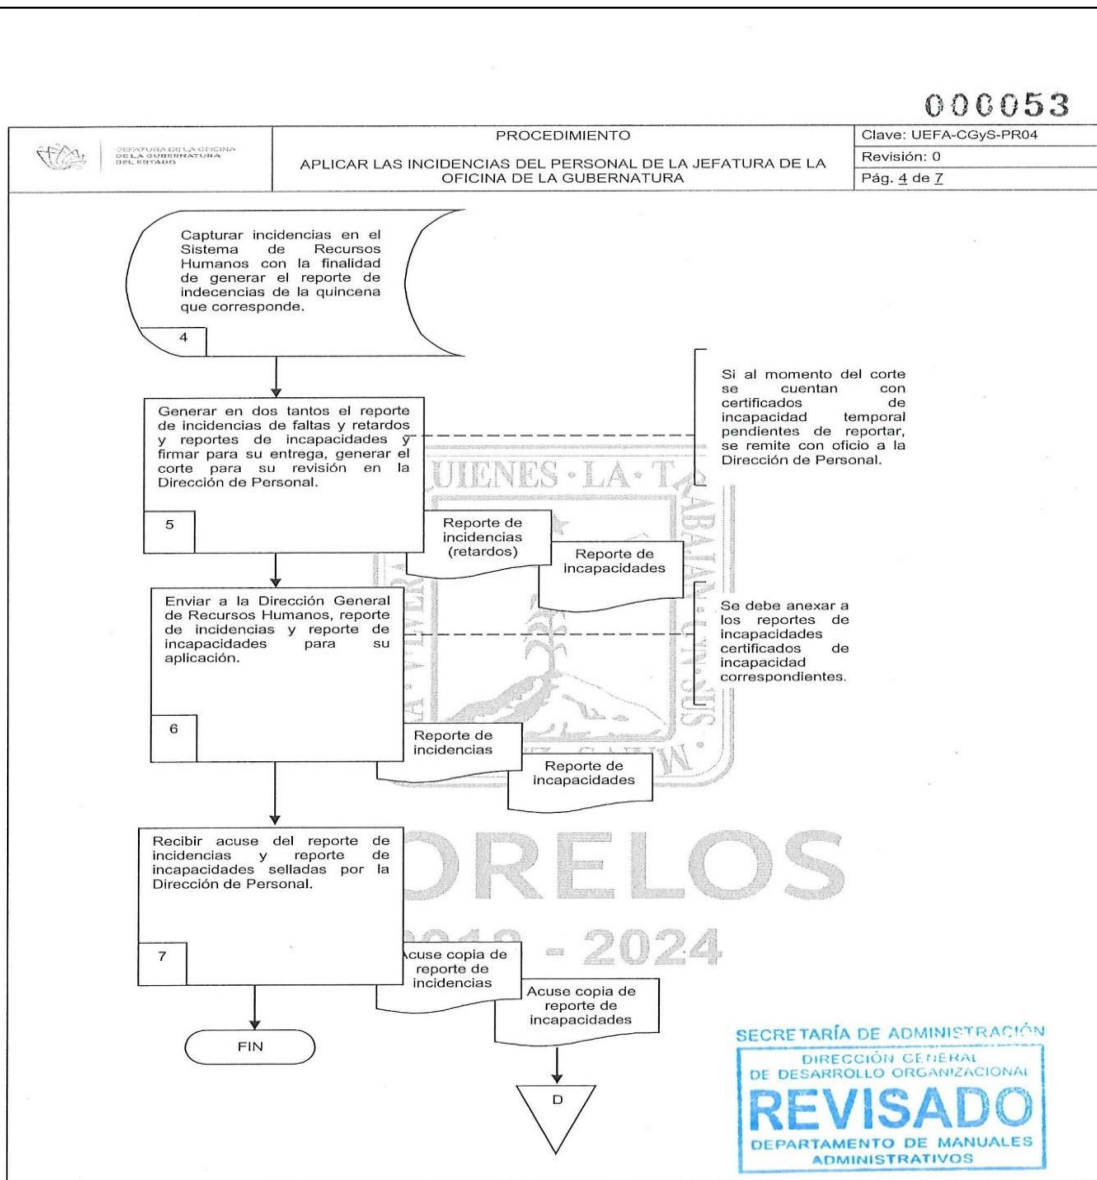 000053
JEFATURA DE LA OFICINA
DE LA GUBERNATURA
DEL ESTADO
PROCEDIMIENTO
APLICAR LAS INCIDENCIAS DEL PERSONAL DE LA JEFATURA DE LA
OFICINA DE LA GUBERNATURA
Clave: UEFA-CGyS-PR04
Revisión: 0
Pág. 4 de 7
Capturar incidencias en el
Sistema de Recursos
Humanos con la finalidad
de generar el reporte de
indecencias de la quincena
que corresponde.
4
Si al momento del corte
se cuentan con
certificados de
incapacidad temporal
pendientes de reportar,
se remite con oficio a la
Dirección de Personal.
Generar en dos tantos el reporte
de incidencias de faltas y retardos
y reportes de incapacidades y
firmar para su entrega, generar el
corte para su revisión en la
Dirección de Personal.
5
Reporte de
incidencias
(retardos)
Reporte de
incapacidades
Enviar a la Dirección General
de Recursos Humanos, reporte
de incidencias y reporte de
incapacidades para su
aplicación.
6
Se debe anexar a
los reportes de
incapacidades
certificados de
incapacidad
correspondientes.
Reporte de
incidencias
Reporte de
incapacidades
Recibir acuse del reporte de
incidencias y reporte de
incapacidades selladas por la
Dirección de Personal.
7
Acuse copia de
reporte de
incidencias
Acuse copia de
reporte de
incapacidades
FIN
D
UIENES · LA · TRABAJAN · CON · SUS ·
ORELOS
- 2024
SECRETARÍA DE ADMINISTRACIÓN
DIRECCIÓN GENERAL
DE DESARROLLO ORGANIZACIONAL
REVISADO
DEPARTAMENTO DE MANUALES
ADMINISTRATIVOS